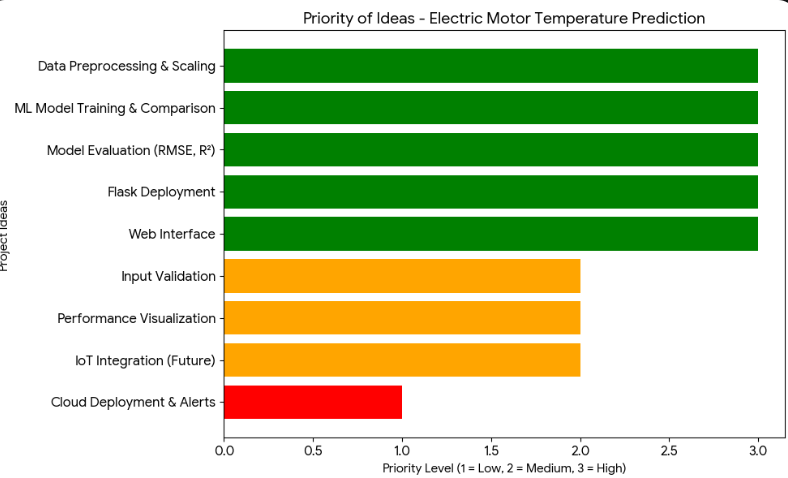 Priority of Ideas - Electric Motor Temperature Prediction
Project Ideas
Data Preprocessing & Scaling
ML Model Training & Comparison
Model Evaluation (RMSE, R²)
Flask Deployment
Web Interface
Input Validation
Performance Visualization
IoT Integration (Future)
Cloud Deployment & Alerts
0.0 0.5 1.0 1.5 2.0 2.5 3.0
Priority Level (1 = Low, 2 = Medium, 3 = High)